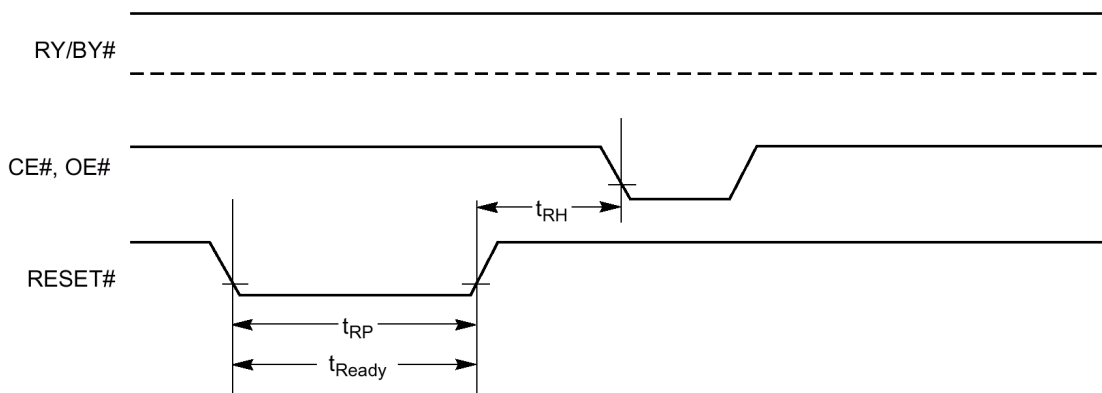 RY/BY#
CE#, OE#
tRH
RESET#
tRP
tReady